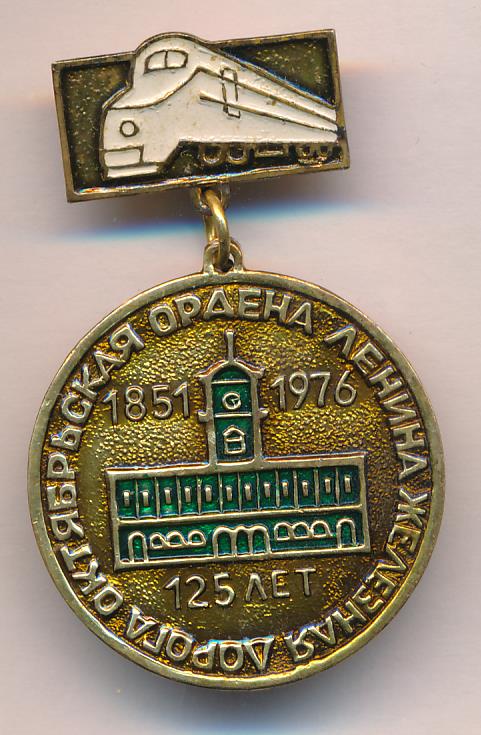 ОКТЯБРЬСКАЯ ОРДЕНА ЛЕНИНА ЖЕЛЕЗНАЯ ДОРОГА
1851 1976
125 ЛЕТ